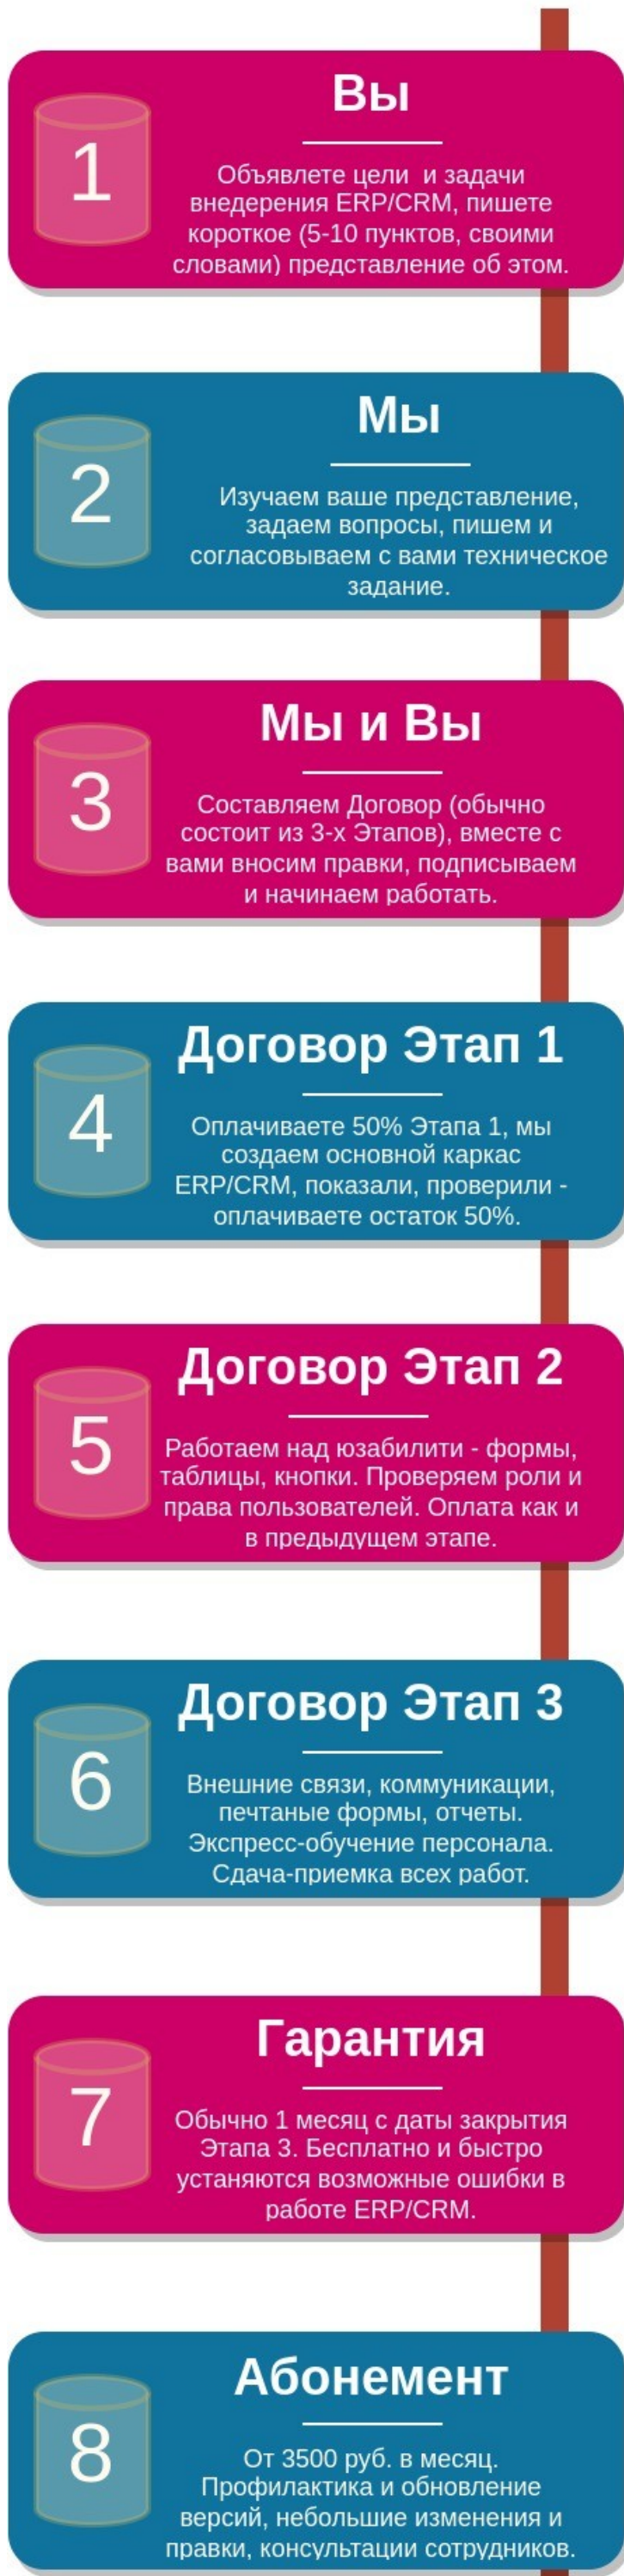 Вы
1
Объявлете цели  и задачи
внедерения ERP/CRM, пишете
короткое (5-10 пунктов, своими
словами) представление об этом.
Мы
2
Изучаем ваше представление,
задаем вопросы, пишем и
согласовываем с вами техническое
задание.
Мы и Вы
3
Составляем Договор (обычно
состоит из 3-х Этапов), вместе с
вами вносим правки, подписываем
и начинаем работать.
Договор Этап 1
4
Оплачиваете 50% Этапа 1, мы
создаем основной каркас
ERP/CRM, показали, проверили -
оплачиваете остаток 50%.
Договор Этап 2
5
Работаем над юзабилити - формы,
таблицы, кнопки. Проверяем роли и
права пользователей. Оплата как и
в предыдущем этапе.
Договор Этап 3
6
Внешние связи, коммуникации,
печтаные формы, отчеты.
Экспресс-обучение персонала.
Сдача-приемка всех работ.
Гарантия
7
Обычно 1 месяц с даты закрытия
Этапа 3. Бесплатно и быстро
устаняются возможные ошибки в
работе ERP/CRM.
Абонемент
8
От 3500 руб. в месяц.
Профилактика и обновление
версий, небольшие изменения и
правки, консультации сотрудников.